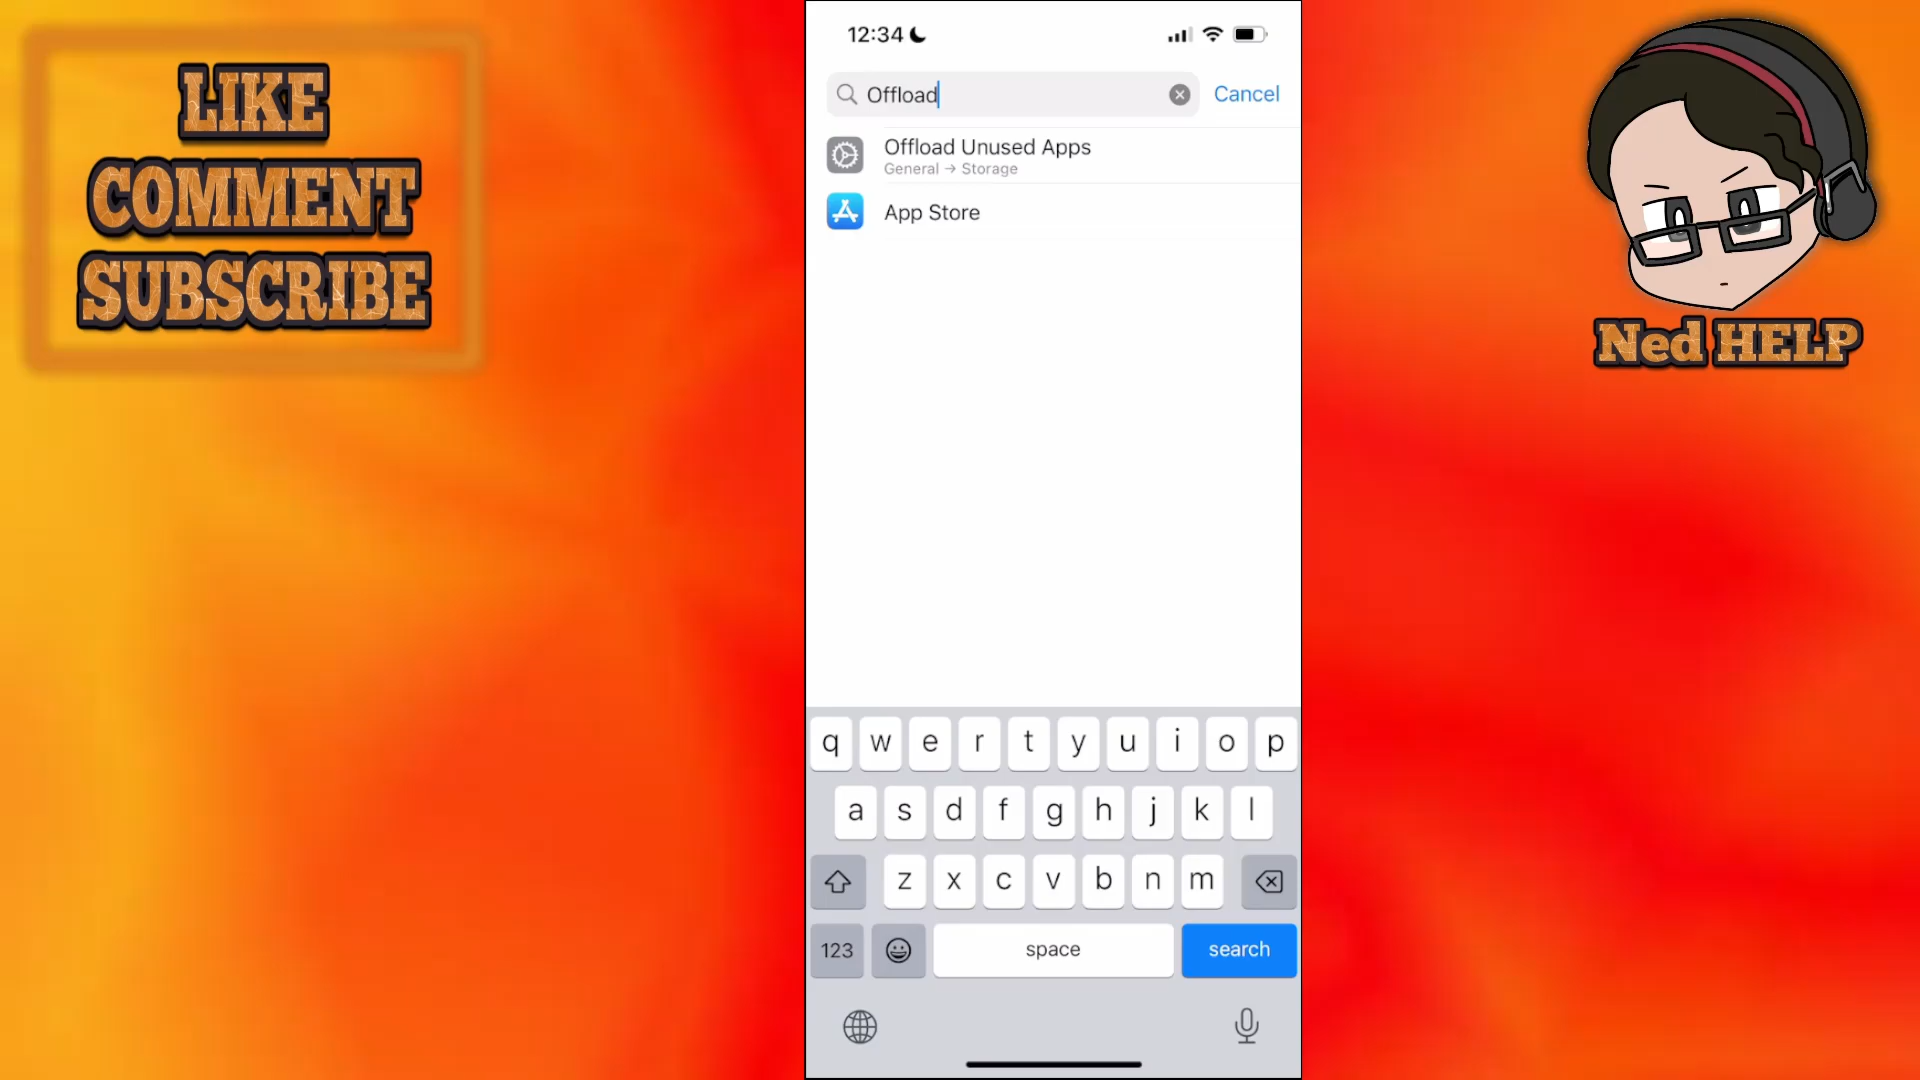 LIKE
COMMENT
SUBSCRIBE
12:34
Offload
Cancel
Offload Unused Apps
General → Storage
App Store
q w e r t y u i o p
a s d f g h j k l
z x c v b n m
123
space
search
Ned HELP